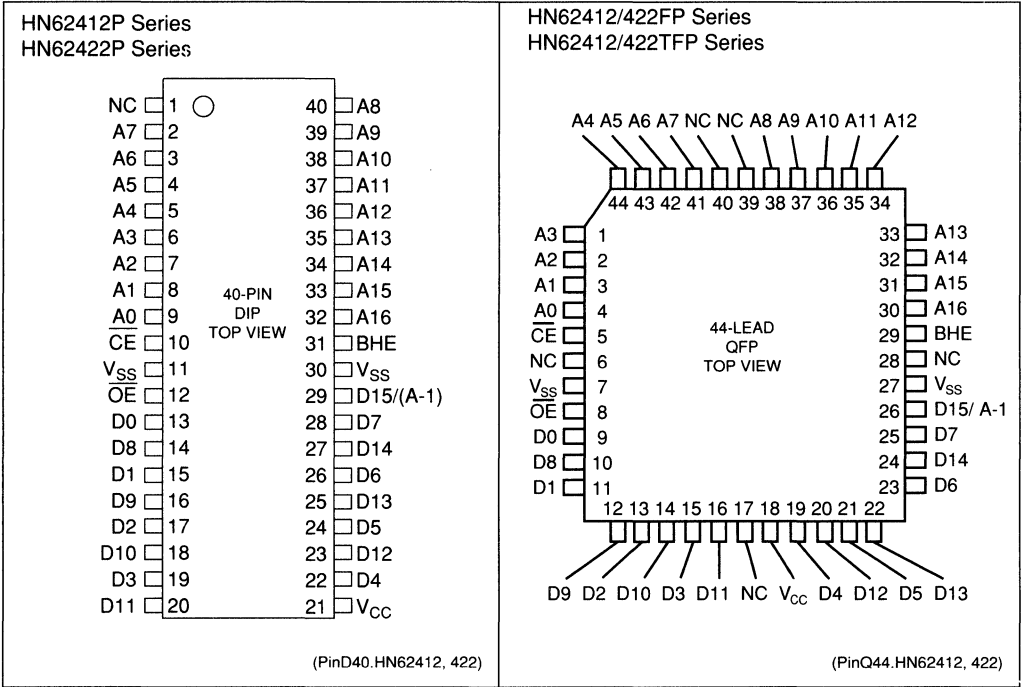 HN62412P Series
HN62422P Series
NC 1 40 A8
A7 2 39 A9
A6 3 38 A10
A5 4 37 A11
A4 5 36 A12
A3 6 35 A13
A2 7 34 A14
A1 8 33 A15
A0 9 32 A16
CE 10 31 BHE
VSS 11 30 VSS
OE 12 29 D15/(A-1)
D0 13 28 D7
D8 14 27 D14
D1 15 26 D6
D9 16 25 D13
D2 17 24 D5
D10 18 23 D12
D3 19 22 D4
D11 20 21 VCC
40-PIN
DIP
TOP VIEW
(PinD40.HN62412, 422)
HN62412/422FP Series
HN62412/422TFP Series
A4 A5 A6 A7 NC NC A8 A9 A10 A11 A12
44 43 42 41 40 39 38 37 36 35 34
A3 1 33 A13
A2 2 32 A14
A1 3 31 A15
A0 4 30 A16
CE 5 29 BHE
NC 6 28 NC
VSS 7 27 VSS
OE 8 26 D15/ A-1
D0 9 25 D7
D8 10 24 D14
D1 11 23 D6
44-LEAD
QFP
TOP VIEW
12 13 14 15 16 17 18 19 20 21 22
D9 D2 D10 D3 D11 NC VCC D4 D12 D5 D13
(PinQ44.HN62412, 422)